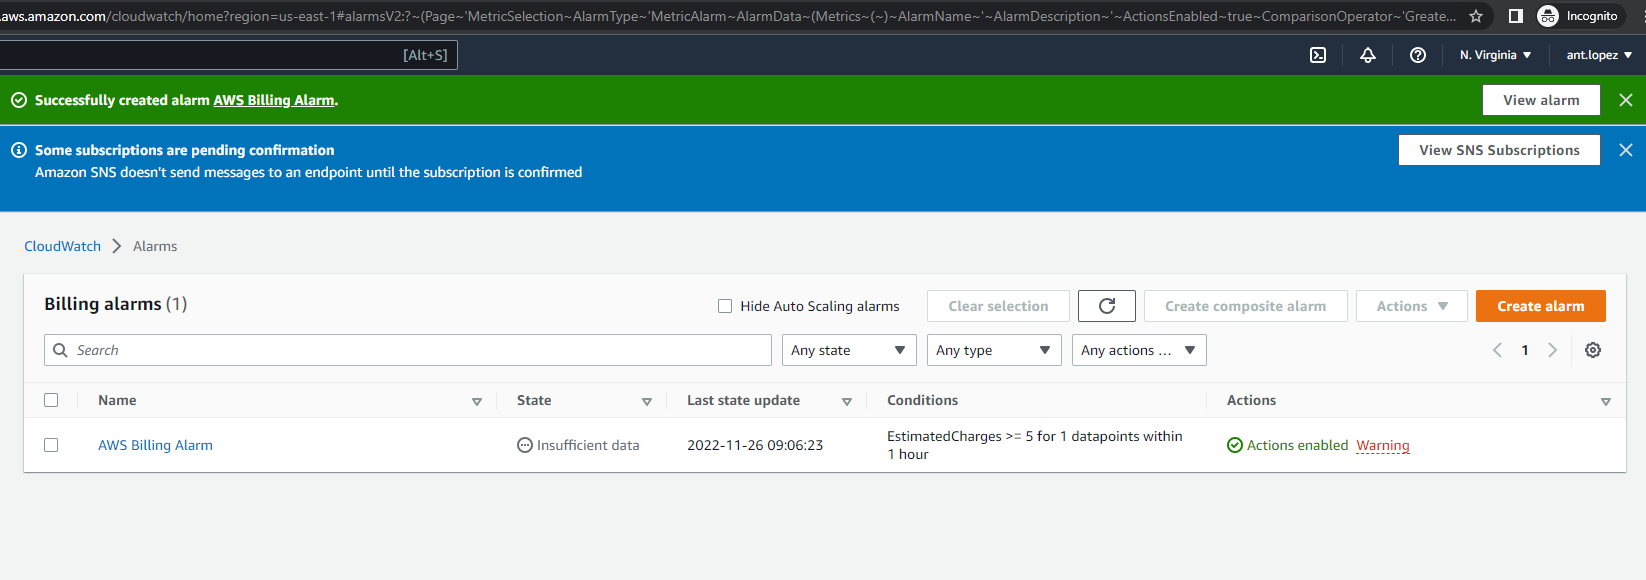 .aws.amazon.com/cloudwatch/home?region=us-east-1#alarmsV2:?~(Page~'MetricSelection~AlarmType~'MetricAlarm~AlarmData~(Metrics~(~)~AlarmName~'~AlarmDescription~'~ActionsEnabled~true~ComparisonOperator~'Greate... Incognito
[Alt+S] N. Virginia ant.lopez
Successfully created alarm AWS Billing Alarm. View alarm
Some subscriptions are pending confirmation View SNS Subscriptions
Amazon SNS doesn't send messages to an endpoint until the subscription is confirmed
CloudWatch Alarms
Billing alarms (1) Hide Auto Scaling alarms Clear selection Create composite alarm Actions Create alarm
Search Any state Any type Any actions ... 1
Name State Last state update Conditions Actions
AWS Billing Alarm Insufficient data 2022-11-26 09:06:23 EstimatedCharges >= 5 for 1 datapoints within Actions enabled Warning
1 hour